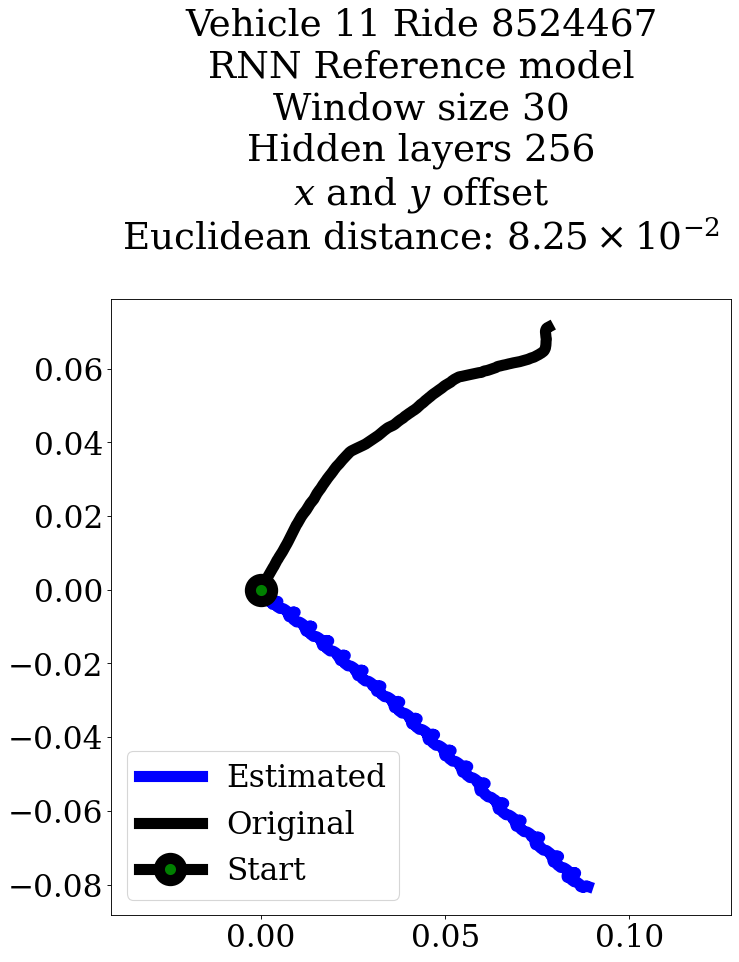 Vehicle 11 Ride 8524467
RNN Reference model
Window size 30
Hidden layers 256
x and y offset
Euclidean distance: 8.25 × 10⁻²
0.06
0.04
0.02
0.00
−0.02
−0.04
−0.06
−0.08
Estimated
Original
Start
0.00 0.05 0.10